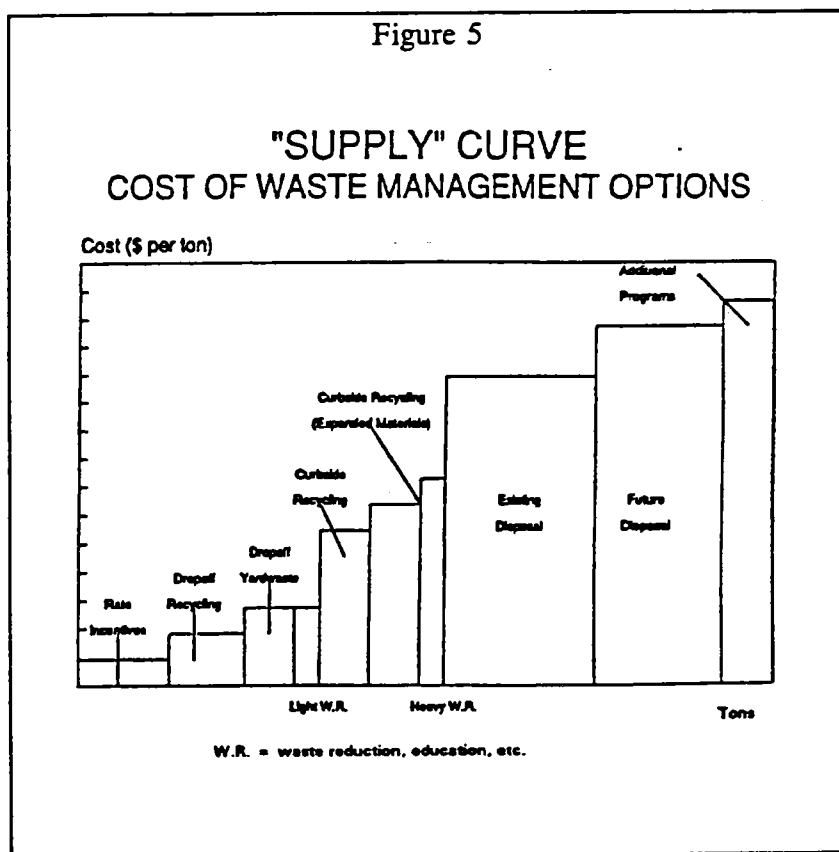 Figure 5
"SUPPLY" CURVE
COST OF WASTE MANAGEMENT OPTIONS
Cost ($ per ton)
Additional
Programs
Curbside Recycling
(Expanded Materials)
Curbside
Recycling
Existing
Disposal
Future
Disposal
Dropoff
Yardwaste
Dropoff
Recycling
Rate
Incentives
Light W.R.
Heavy W.R.
Tons
W.R. = waste reduction, education, etc.